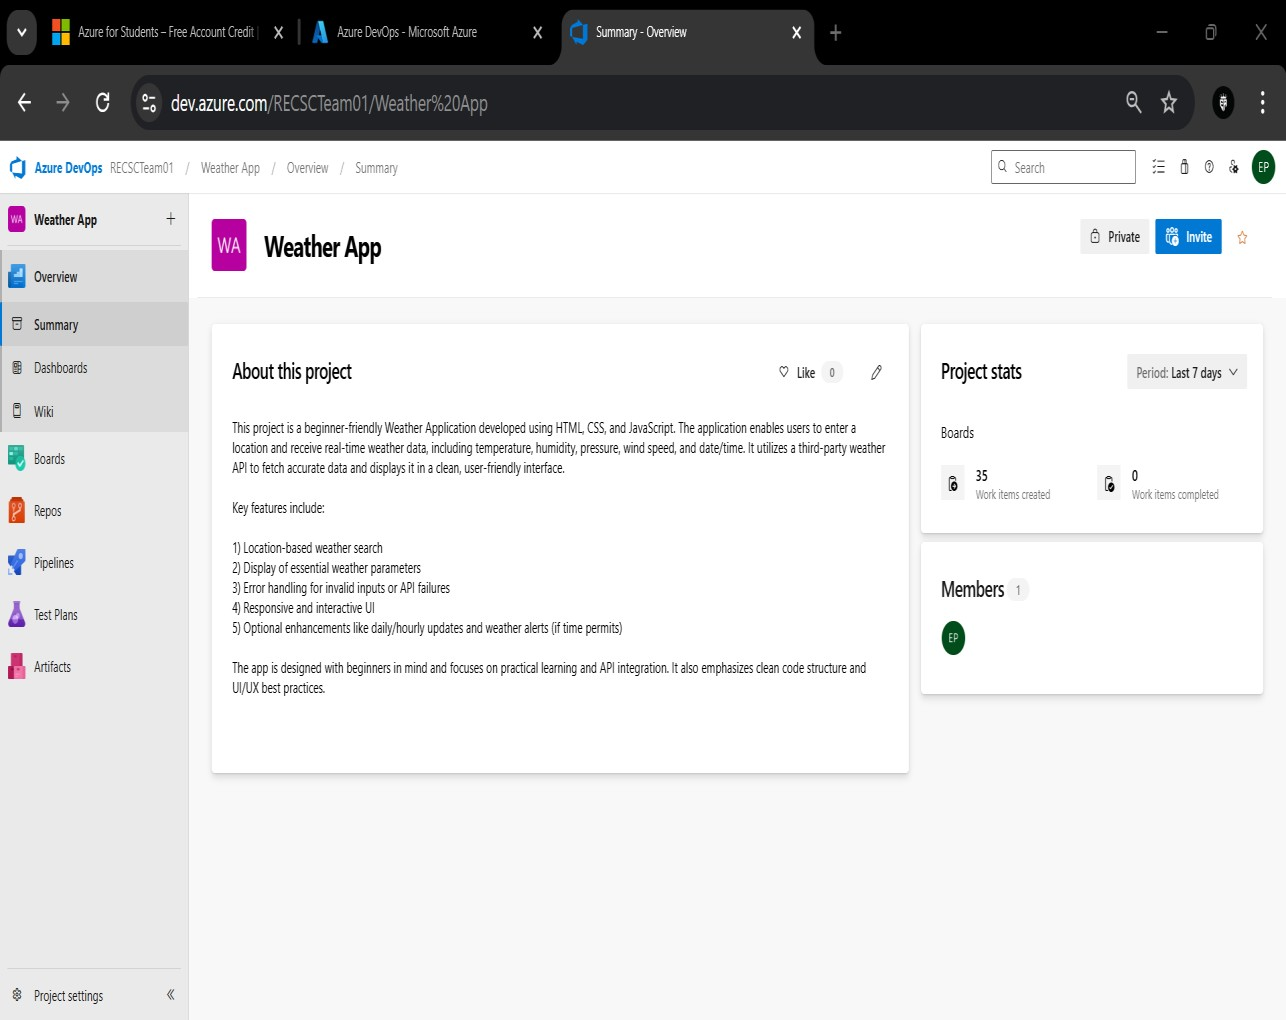 Azure for Students – Free Account Credit
Azure DevOps - Microsoft Azure
Summary - Overview
dev.azure.com/RECSCTeam01/Weather%20App
Azure DevOps RECSCTeam01 / Weather App / Overview / Summary
Search
EP
WA Weather App
Overview
Summary
Dashboards
Wiki
Boards
Repos
Pipelines
Test Plans
Artifacts
Project settings
WA Weather App
Private
Invite
About this project
Like 0
This project is a beginner-friendly Weather Application developed using HTML, CSS, and JavaScript. The application enables users to enter a
location and receive real-time weather data, including temperature, humidity, pressure, wind speed, and date/time. It utilizes a third-party weather
API to fetch accurate data and displays it in a clean, user-friendly interface.
Key features include:
1) Location-based weather search
2) Display of essential weather parameters
3) Error handling for invalid inputs or API failures
4) Responsive and interactive UI
5) Optional enhancements like daily/hourly updates and weather alerts (if time permits)
The app is designed with beginners in mind and focuses on practical learning and API integration. It also emphasizes clean code structure and
UI/UX best practices.
Project stats
Period: Last 7 days
Boards
35
Work items created
0
Work items completed
Members 1
EP